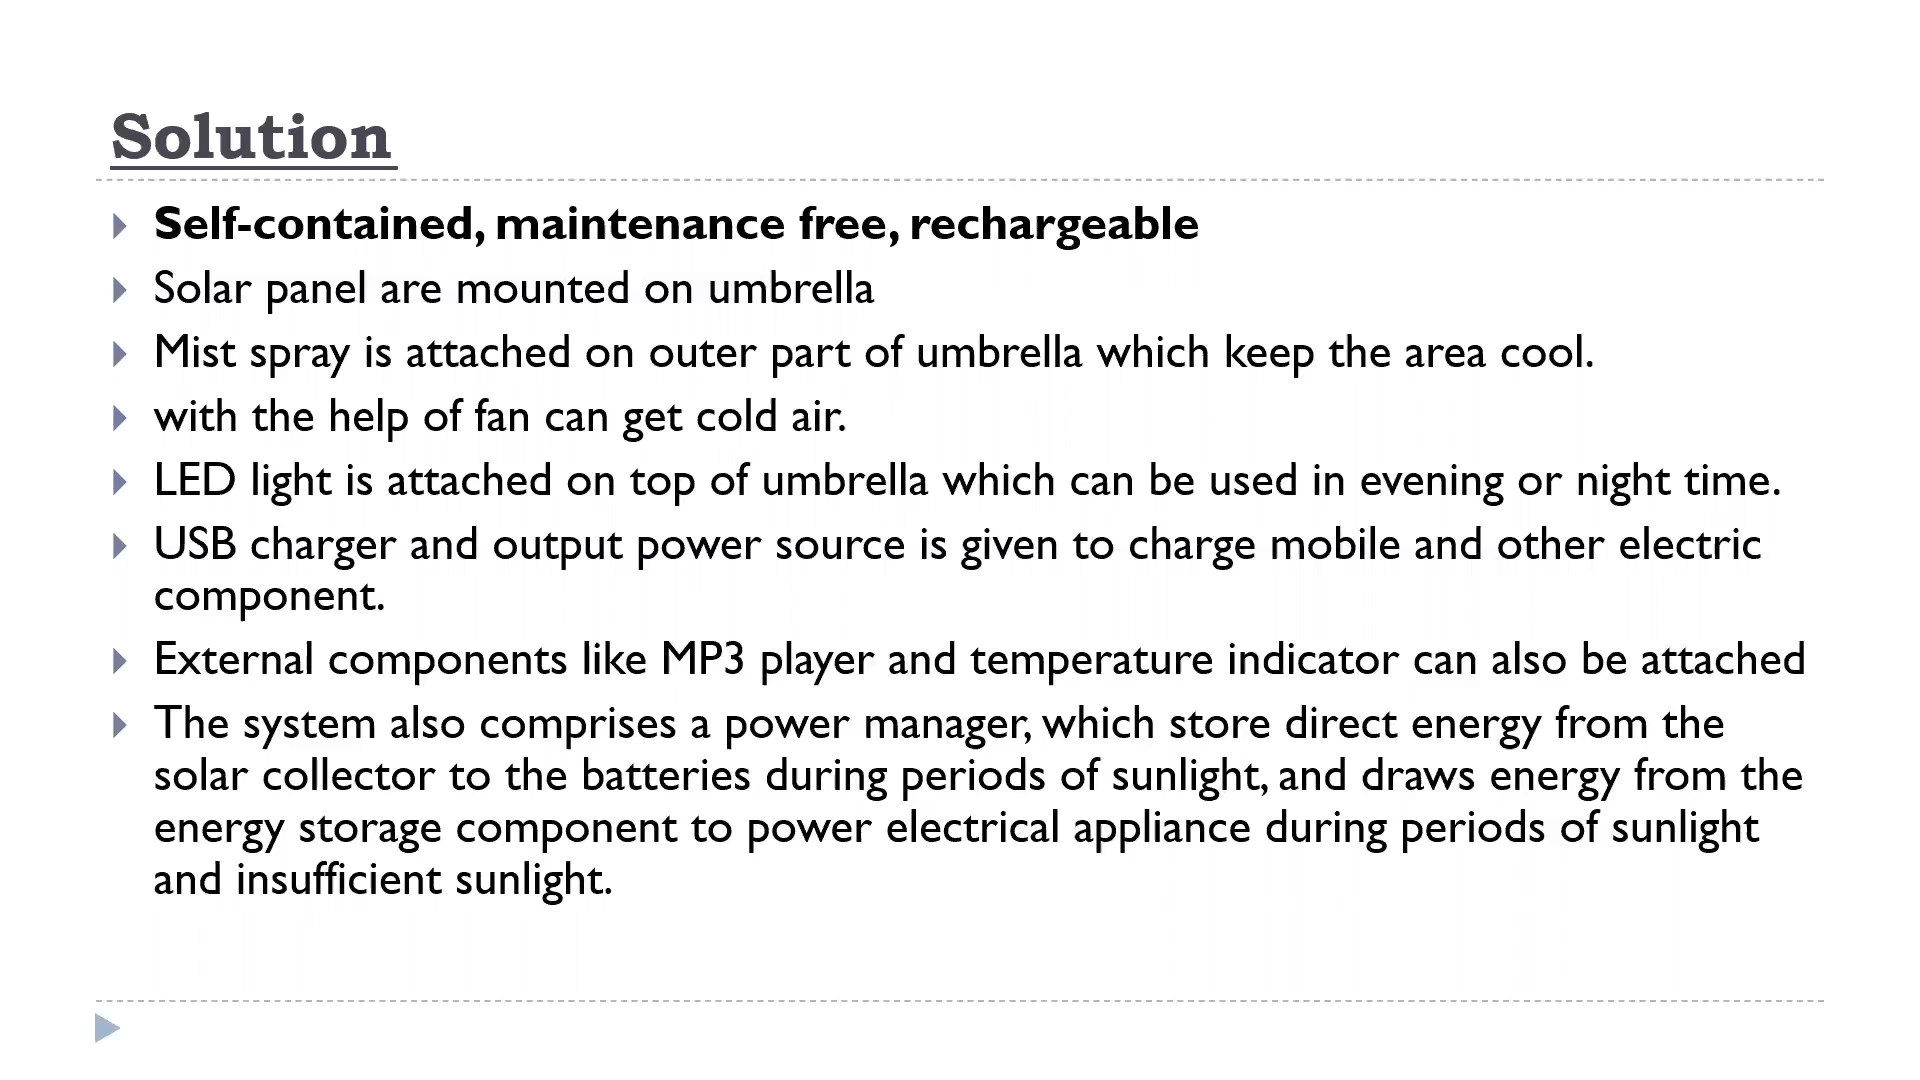 Solution
Self-contained, maintenance free, rechargeable
Solar panel are mounted on umbrella
Mist spray is attached on outer part of umbrella which keep the area cool.
with the help of fan can get cold air.
LED light is attached on top of umbrella which can be used in evening or night time.
USB charger and output power source is given to charge mobile and other electric
component.
External components like MP3 player and temperature indicator can also be attached
The system also comprises a power manager, which store direct energy from the
solar collector to the batteries during periods of sunlight, and draws energy from the
energy storage component to power electrical appliance during periods of sunlight
and insufficient sunlight.